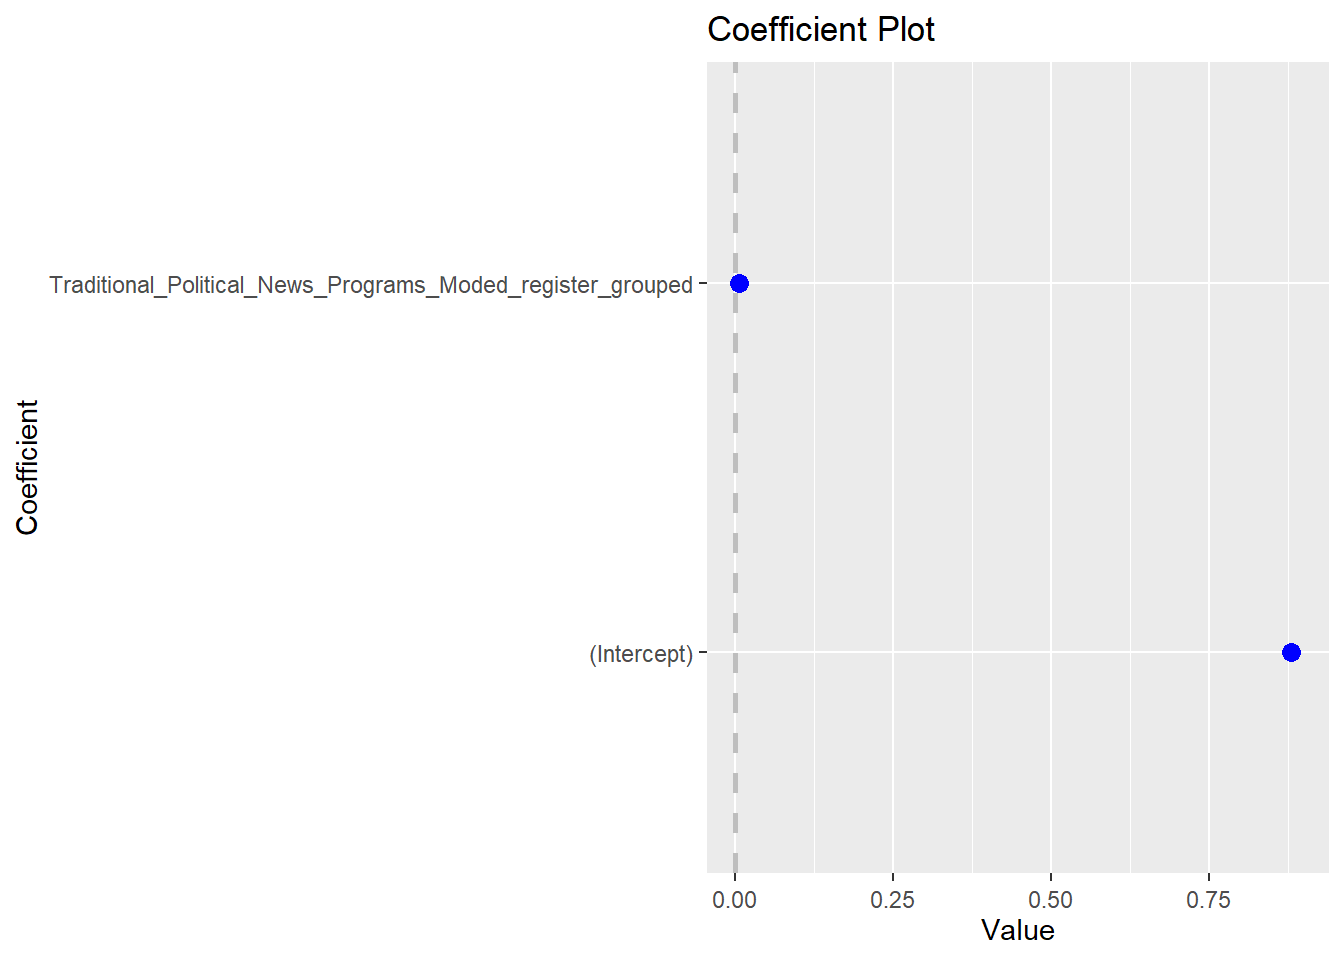 Coefficient Plot
Traditional_Political_News_Programs_Moded_register_grouped
Coefficient
(Intercept)
0.00 0.25 0.50 0.75
Value